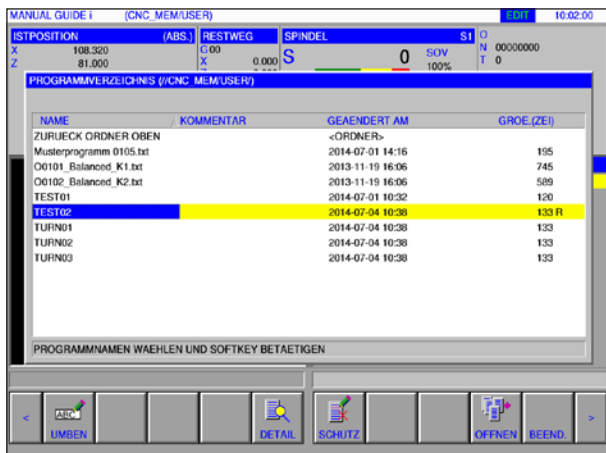 MANUAL GUIDE i (CNC_MEM/USER) EDIT 10:02:00
ISTPOSITION (ABS.) RESTWEG SPINDEL S1 O
X 108.320 G00 S 0 SOV N 00000000
Z 81.000 X 0.000 100% T 0
PROGRAMMVERZEICHNIS (//CNC_MEM/USER/)
NAME KOMMENTAR GEAENDERT AM GROE.(ZEI)
ZURUECK ORDNER OBEN <ORDNER>
Musterprogramm 0105.txt 2014-07-01 14:16 195
O0101_Balanced_K1.txt 2013-11-19 16:06 745
O0102_Balanced_K2.txt 2013-11-19 16:06 589
TEST01 2014-07-01 10:32 120
TEST02 2014-07-04 10:38 133 R
TURN01 2014-07-04 10:38 133
TURN02 2014-07-04 10:38 133
TURN03 2014-07-04 10:38 133
PROGRAMMNAMEN WAEHLEN UND SOFTKEY BETAETIGEN
< ABC >
UMBEN DETAIL SCHUTZ OFFNEN BEEND.